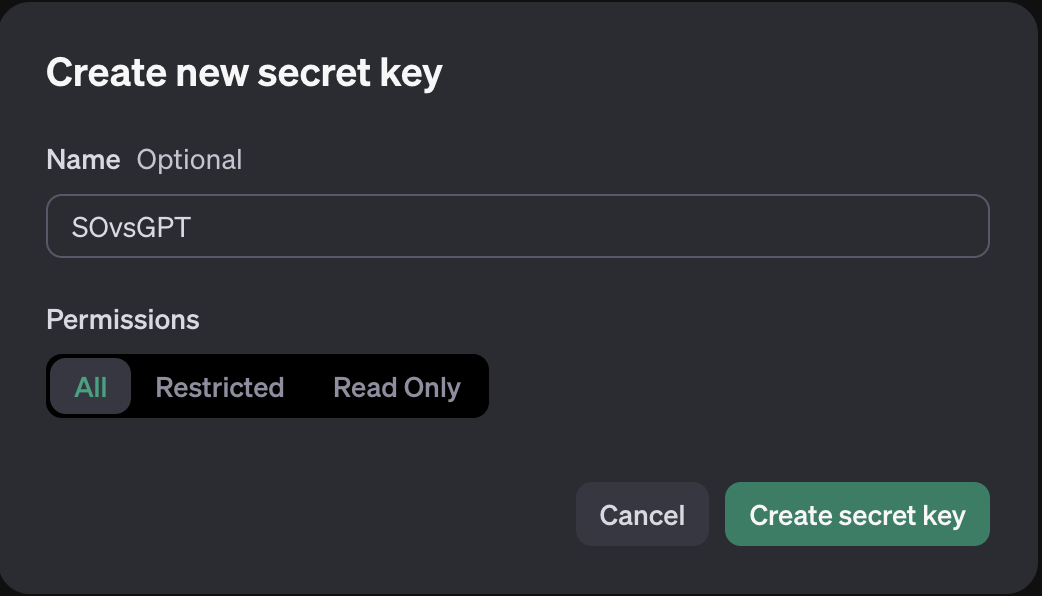 Create new secret key
Name Optional
SOvsGPT
Permissions
All Restricted Read Only
Cancel Create secret key